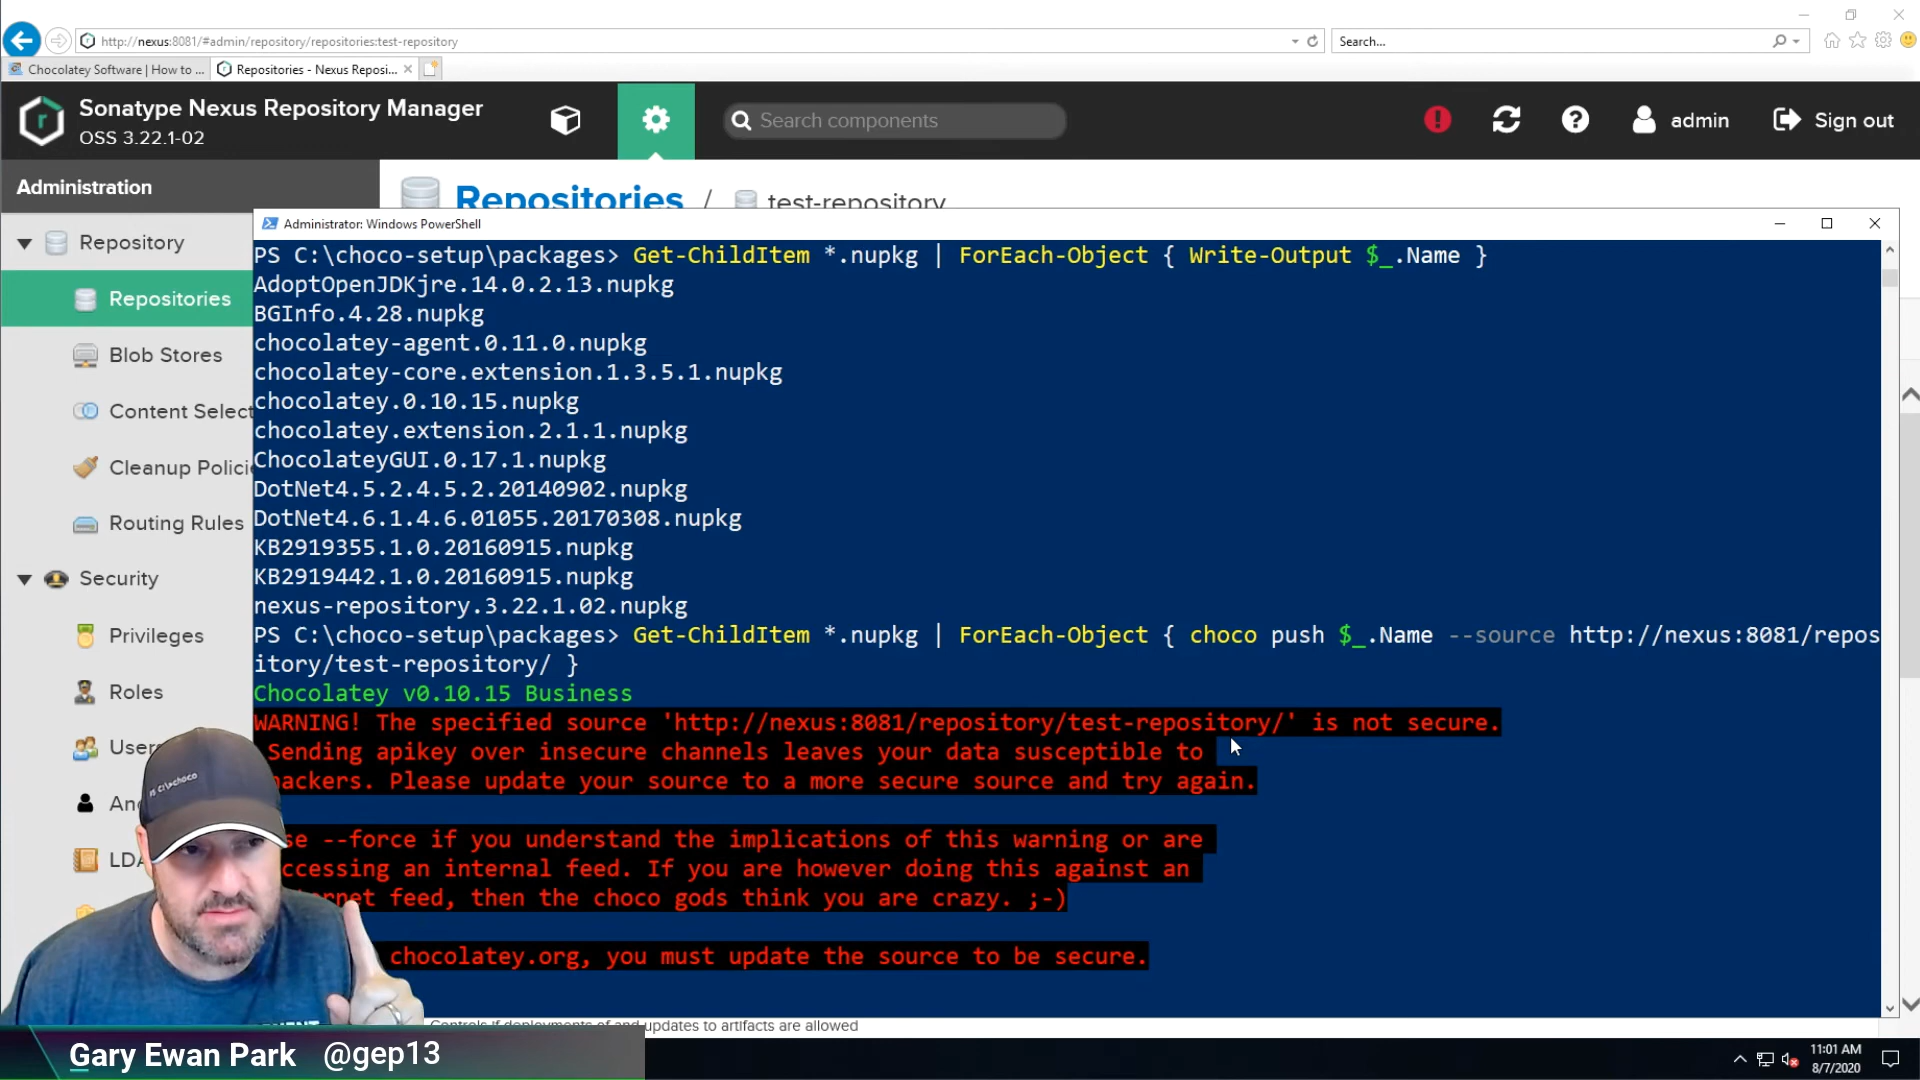 http://nexus:8081/#admin/repository/repositories:test-repository
Search...
Chocolatey Software | How to ...
Repositories - Nexus Reposi...
Sonatype Nexus Repository Manager
OSS 3.22.1-02
Search components
admin
Sign out
Administration
Repositories / test-repository
Repository
Repositories
Blob Stores
Content Select
Cleanup Polici
Routing Rules
Security
Privileges
Roles
Users
An
LDA
Administrator: Windows PowerShell
PS C:\choco-setup\packages> Get-ChildItem *.nupkg | ForEach-Object { Write-Output $_.Name }
AdoptOpenJDKjre.14.0.2.13.nupkg
BGInfo.4.28.nupkg
chocolatey-agent.0.11.0.nupkg
chocolatey-core.extension.1.3.5.1.nupkg
chocolatey.0.10.15.nupkg
chocolatey.extension.2.1.1.nupkg
ChocolateyGUI.0.17.1.nupkg
DotNet4.5.2.4.5.2.20140902.nupkg
DotNet4.6.1.4.6.01055.20170308.nupkg
KB2919355.1.0.20160915.nupkg
KB2919442.1.0.20160915.nupkg
nexus-repository.3.22.1.02.nupkg
PS C:\choco-setup\packages> Get-ChildItem *.nupkg | ForEach-Object { choco push $_.Name --source http://nexus:8081/repos
itory/test-repository/ }
Chocolatey v0.10.15 Business
WARNING! The specified source 'http://nexus:8081/repository/test-repository/' is not secure.
Sending apikey over insecure channels leaves your data susceptible to
hackers. Please update your source to a more secure source and try again.
se --force if you understand the implications of this warning or are
ccessing an internal feed. If you are however doing this against an
rnet feed, then the choco gods think you are crazy. ;-)
chocolatey.org, you must update the source to be secure.
Controls if deployments of and updates to artifacts are allowed
Gary Ewan Park @gep13
11:01 AM
8/7/2020